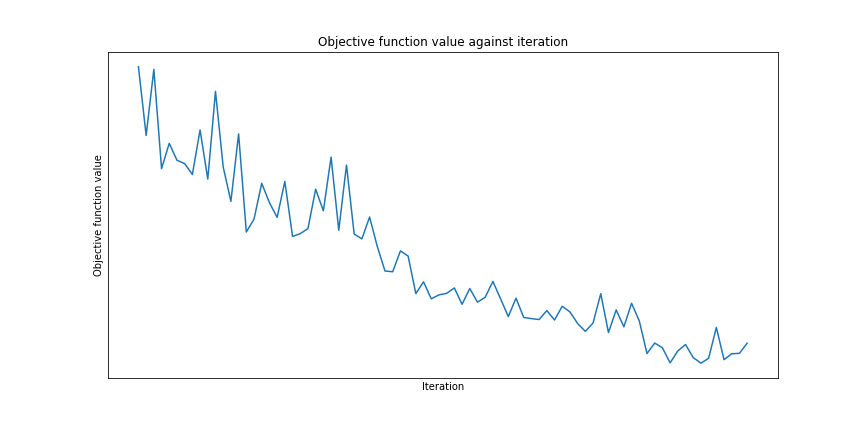 Objective function value against iteration
Objective function value
Iteration